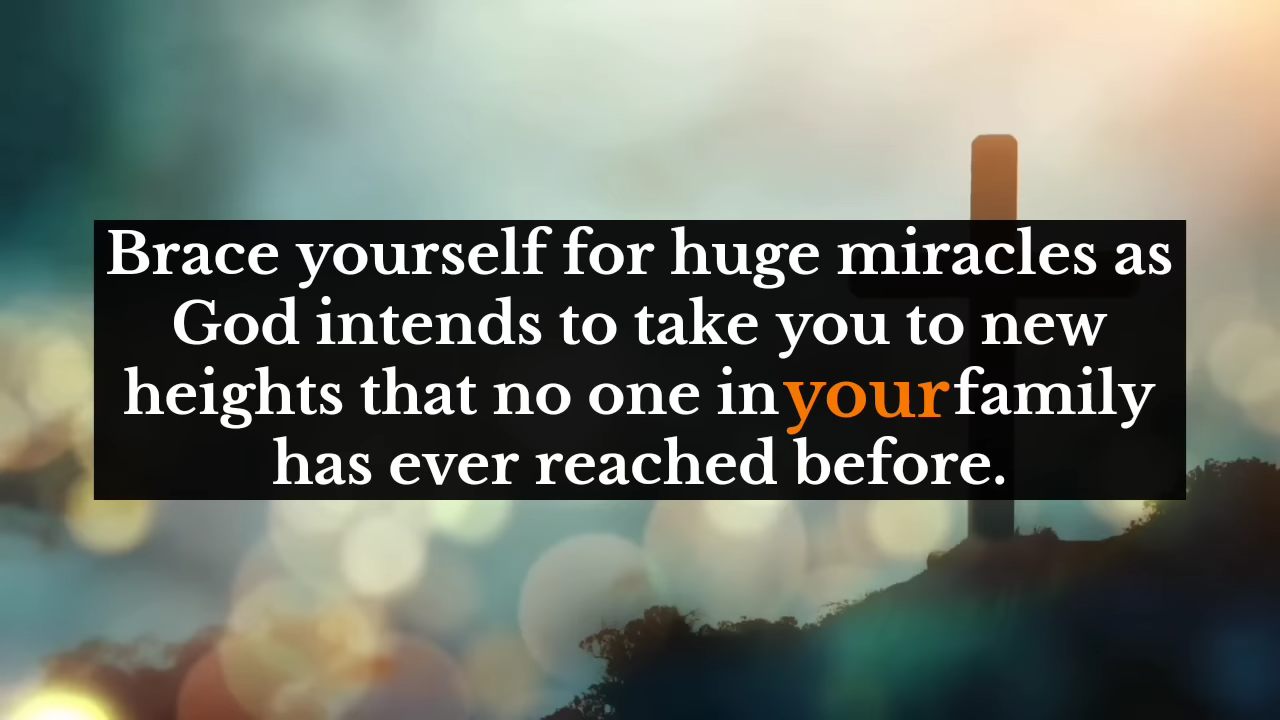 Brace yourself for huge miracles as
God intends to take you to new
heights that no one in your family
has ever reached before.